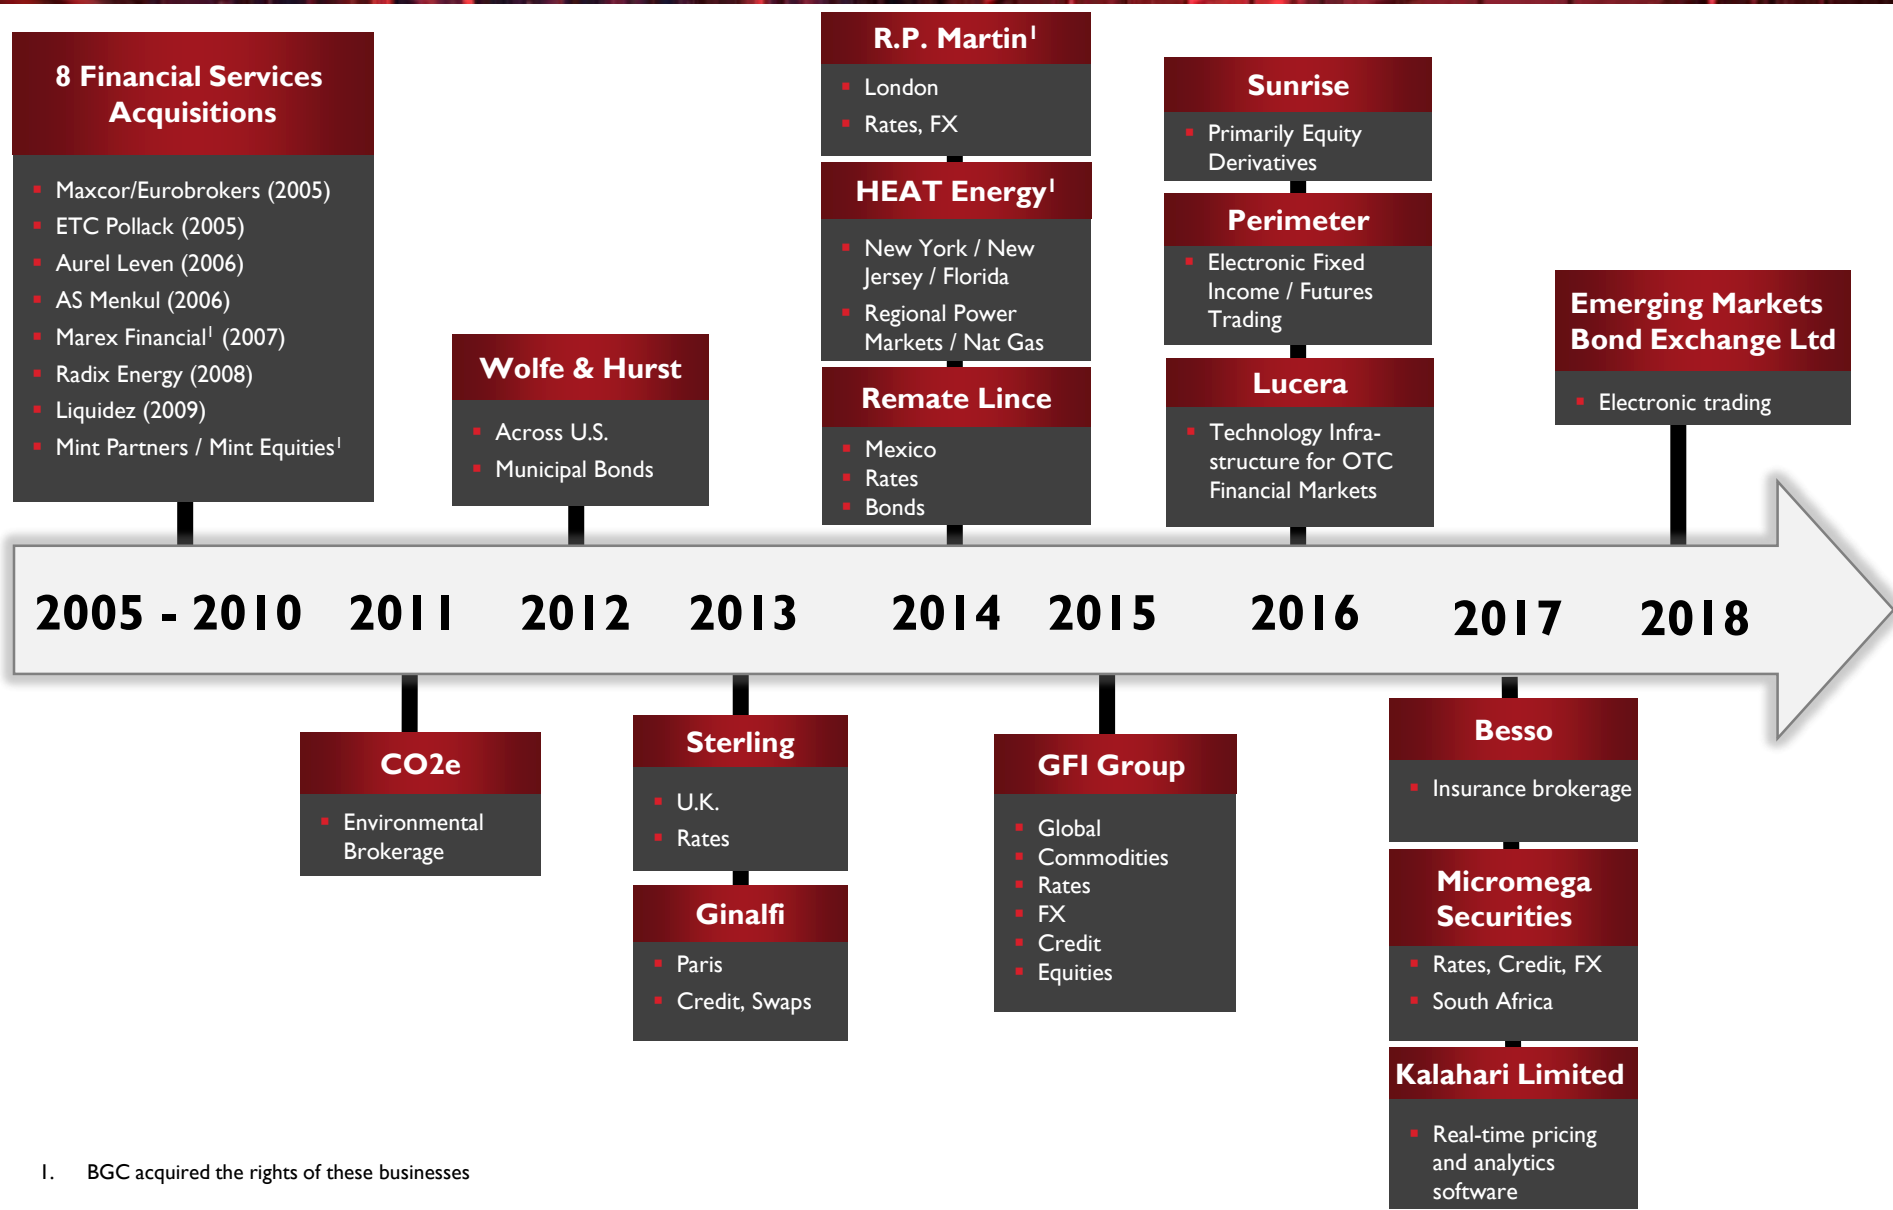 8 Financial Services
Acquisitions
▪ Maxcor/Eurobrokers (2005)
▪ ETC Pollack (2005)
▪ Aurel Leven (2006)
▪ AS Menkul (2006)
▪ Marex Financial¹ (2007)
▪ Radix Energy (2008)
▪ Liquidez (2009)
▪ Mint Partners / Mint Equities¹
Wolfe & Hurst
▪ Across U.S.
▪ Municipal Bonds
R.P. Martin¹
▪ London
▪ Rates, FX
HEAT Energy¹
▪ New York / New
Jersey / Florida
▪ Regional Power
Markets / Nat Gas
Remate Lince
▪ Mexico
▪ Rates
▪ Bonds
Sunrise
▪ Primarily Equity
Derivatives
Perimeter
▪ Electronic Fixed
Income / Futures
Trading
Lucera
▪ Technology Infra-
structure for OTC
Financial Markets
Emerging Markets
Bond Exchange Ltd
▪ Electronic trading
2005 - 2010 2011 2012 2013 2014 2015 2016 2017 2018
CO2e
▪ Environmental
Brokerage
Sterling
▪ U.K.
▪ Rates
Ginalfi
▪ Paris
▪ Credit, Swaps
GFI Group
▪ Global
▪ Commodities
▪ Rates
▪ FX
▪ Credit
▪ Equities
Besso
▪ Insurance brokerage
Micromega
Securities
▪ Rates, Credit, FX
▪ South Africa
Kalahari Limited
▪ Real-time pricing
and analytics
software
1. BGC acquired the rights of these businesses